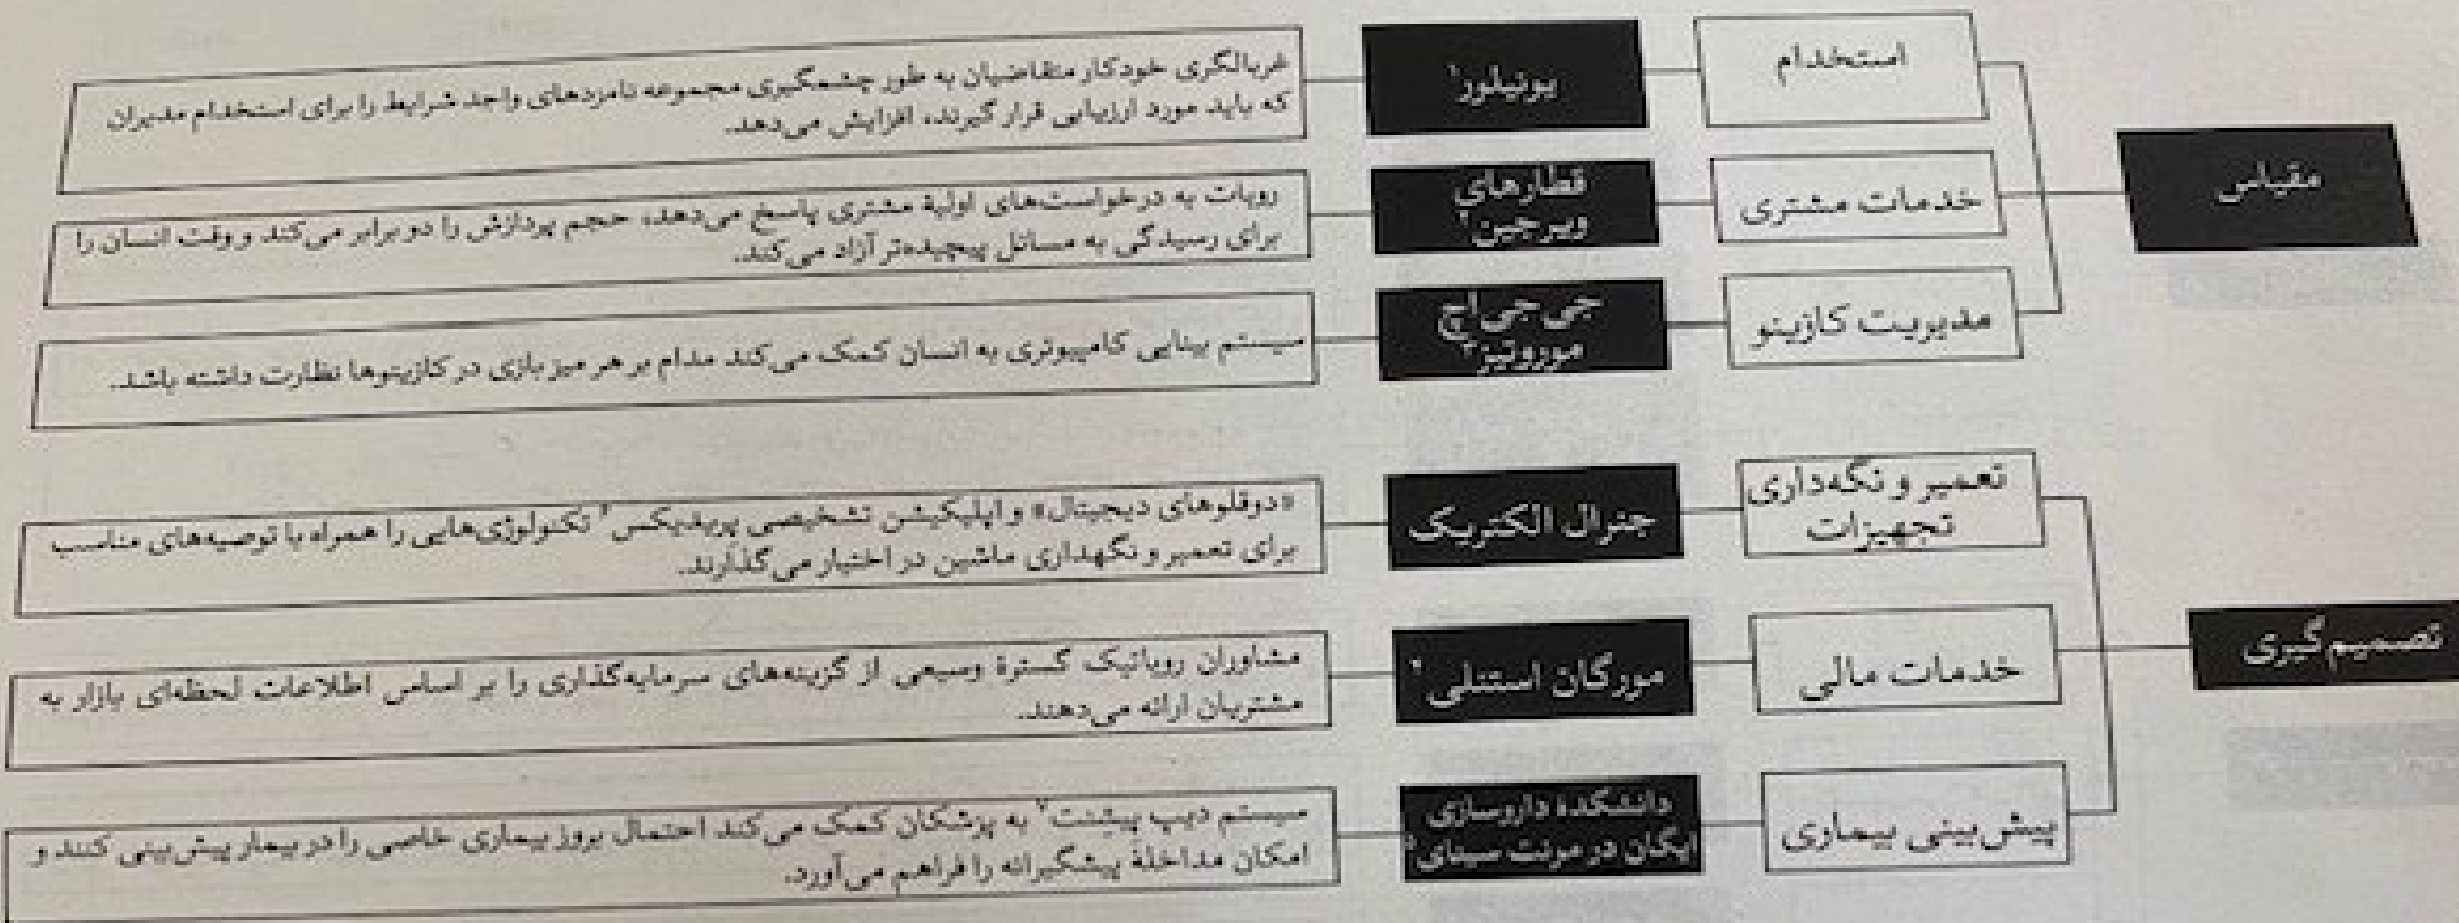 مقیاس
استخدام
یونیلور۱
غربالگری خودکار متقاضیان به طور چشمگیری مجموعه نامزدهای واجد شرایط را برای استخدام مدیران
که باید مورد ارزیابی قرار گیرند، افزایش می‌دهد.
خدمات مشتری
قطارهای
ویرجین۲
روبات به درخواست‌های اولیهٔ مشتری پاسخ می‌دهد، حجم پردازش را دو برابر می‌کند و وقت انسان را
برای رسیدگی به مسائل پیچیده‌تر آزاد می‌کند.
مدیریت کازینو
جی جی اچ
موروتیز۳
سیستم بینایی کامپیوتری به انسان کمک می‌کند مدام بر هر میز بازی در کازینوها نظارت داشته باشد.
تصمیم‌گیری
تعمیر و نگه‌داری
تجهیزات
جنرال الکتریک
«دوقلوهای دیجیتال» و اپلیکیشن تشخیصی پریدیکس۴ تکنولوژی‌هایی را همراه با توصیه‌های مناسب
برای تعمیر و نگهداری ماشین در اختیار می‌گذارند.
خدمات مالی
مورگان استنلی
مشاوران روباتیک گسترهٔ وسیعی از گزینه‌های سرمایه‌گذاری را بر اساس اطلاعات لحظه‌ای بازار به
مشتریان ارائه می‌دهند.
پیش‌بینی بیماری
دانشکدهٔ داروسازی
ایکان در مونت سینای
سیستم دیپ پیشنت۷ به پزشکان کمک می‌کند احتمال بروز بیماری خاصی را در بیمار پیش‌بینی کنند و
امکان مداخلهٔ پیشگیرانه را فراهم می‌آورد.